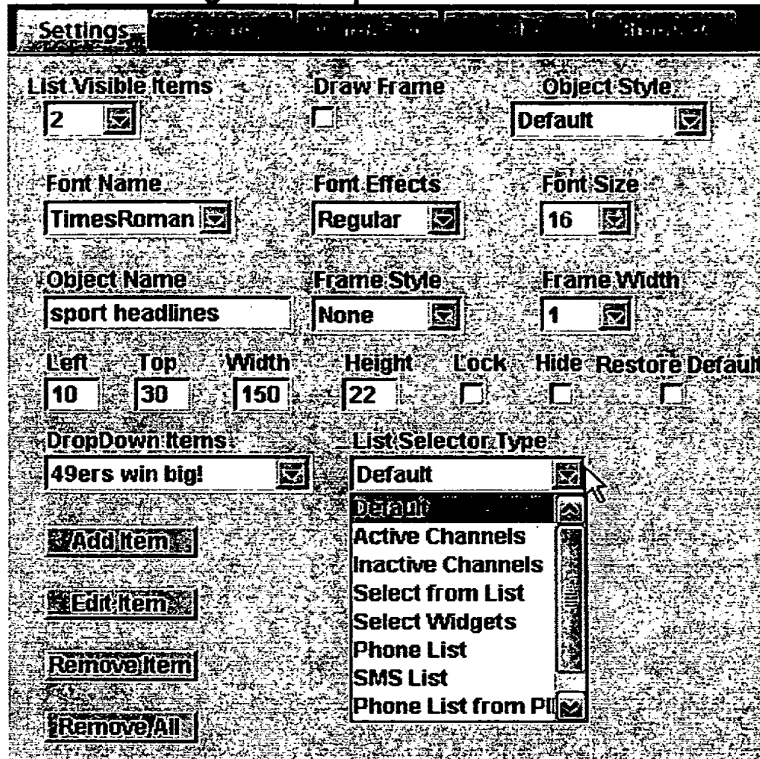 Settings
List Visible Items Draw Frame Object Style
2 Default
Font Name Font Effects Font Size
TimesRoman Regular 16
Object Name Frame Style Frame Width
sport headlines None 1
Left Top Width Height Lock Hide Restore Default
10 30 150 22
DropDown Items List Selector Type
49ers win big! Default
Default
Active Channels
Add Item
Inactive Channels
Select from List
Edit Item
Select Widgets
Phone List
Remove Item
SMS List
Phone List from
Remove All